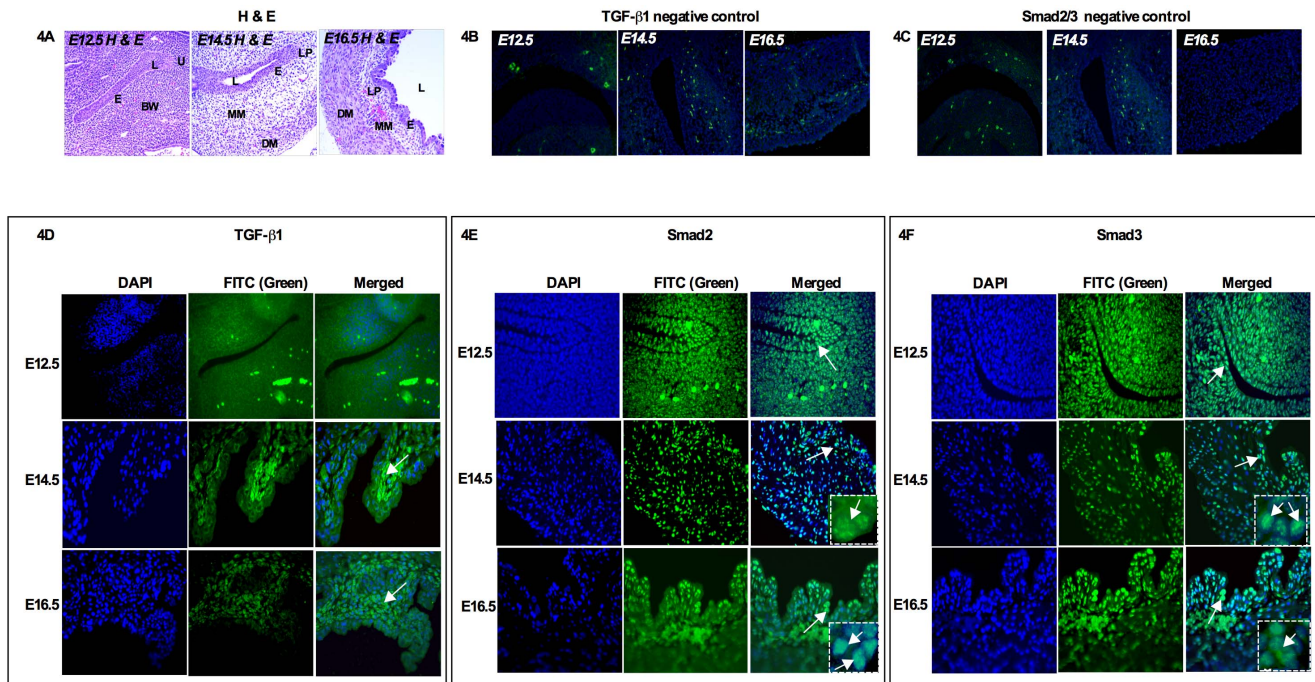 H & E
4A
E12.5 H & E
L
U
E
BW
E14.5 H & E
LP
E
L
MM
DM
E16.5 H & E
L
LP
DM
MM
E
TGF-β1 negative control
4B
E12.5
E14.5
E16.5
Smad2/3 negative control
4C
E12.5
E14.5
E16.5
4D
TGF-β1
DAPI
FITC (Green)
Merged
E12.5
E14.5
E16.5
4E
Smad2
DAPI
FITC (Green)
Merged
E12.5
E14.5
E16.5
4F
Smad3
DAPI
FITC (Green)
Merged
E12.5
E14.5
E16.5